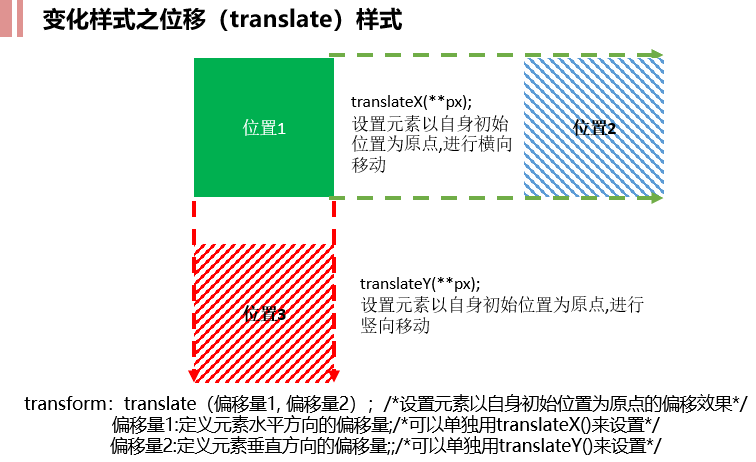 变化样式之位移（translate）样式
位置1
translateX(**px);
设置元素以自身初始
位置为原点,进行横向
移动
位置2
位置3
translateY(**px);
设置元素以自身初始位置为原点,进行
竖向移动
transform：translate（偏移量1, 偏移量2）；/*设置元素以自身初始位置为原点的偏移效果*/
偏移量1:定义元素水平方向的偏移量;/*可以单独用translateX()来设置*/
偏移量2:定义元素垂直方向的偏移量;;/*可以单独用translateY()来设置*/